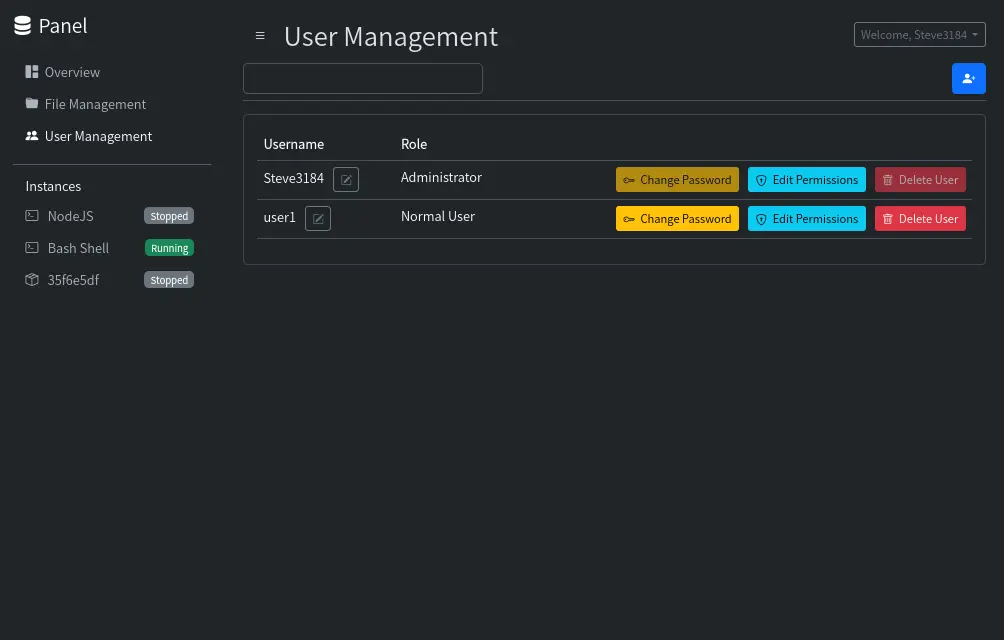 Panel
Overview
File Management
User Management
Instances
NodeJS Stopped
Bash Shell Running
35f6e5df Stopped
User Management
Welcome, Steve3184
Username Role
Steve3184 Administrator Change Password Edit Permissions Delete User
user1 Normal User Change Password Edit Permissions Delete User